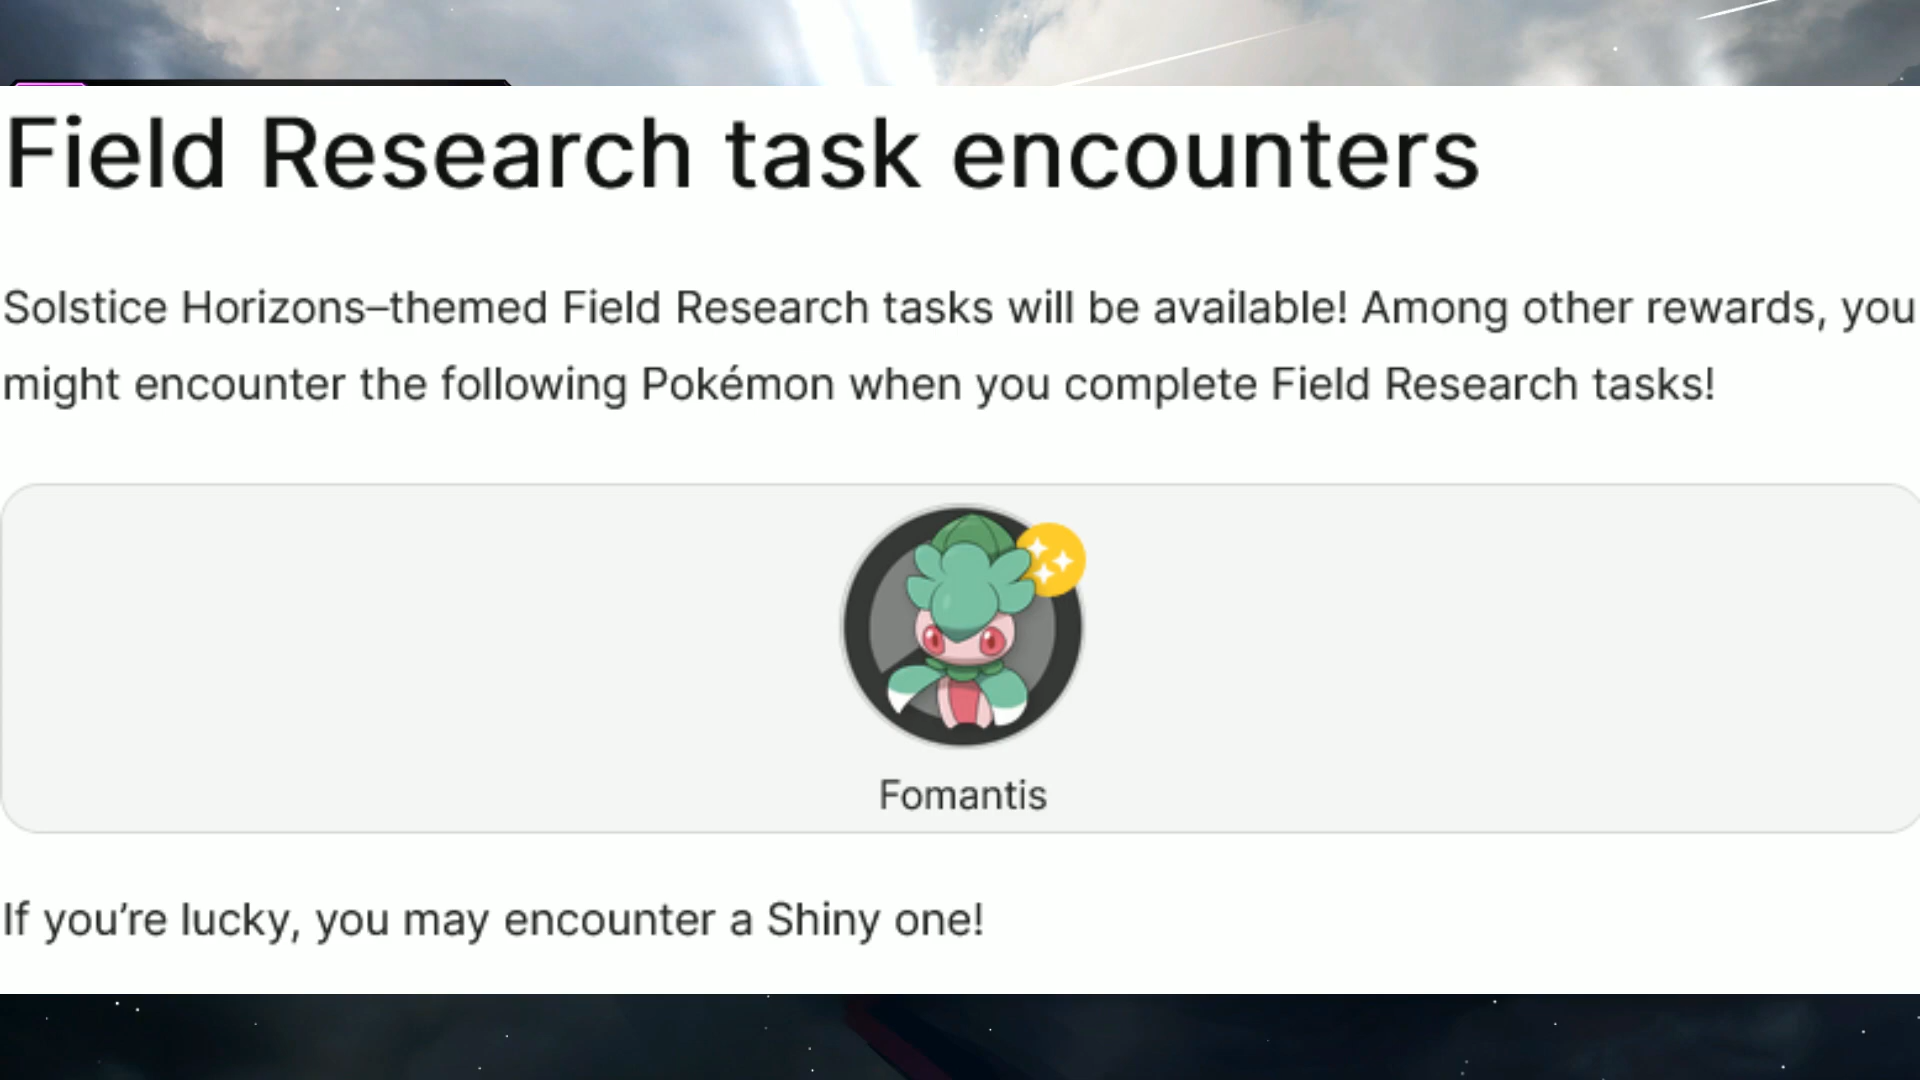 Field Research task encounters
Solstice Horizons–themed Field Research tasks will be available! Among other rewards, you
might encounter the following Pokémon when you complete Field Research tasks!
Fomantis
If you’re lucky, you may encounter a Shiny one!